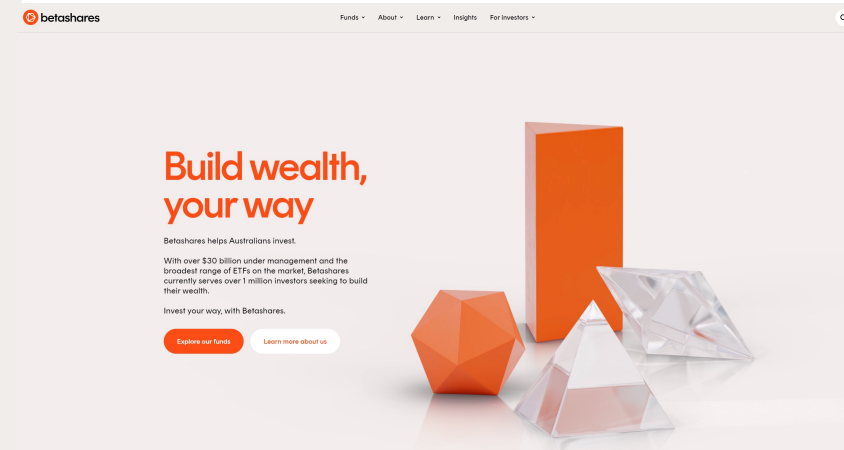 betashares
Funds
About
Learn
Insights
For investors
Build wealth,
your way
Betashares helps Australians invest.
With over $30 billion under management and the
broadest range of ETFs on the market, Betashares
currently serves over 1 million investors seeking to build
their wealth.
Invest your way, with Betashares.
Explore our funds
Learn more about us